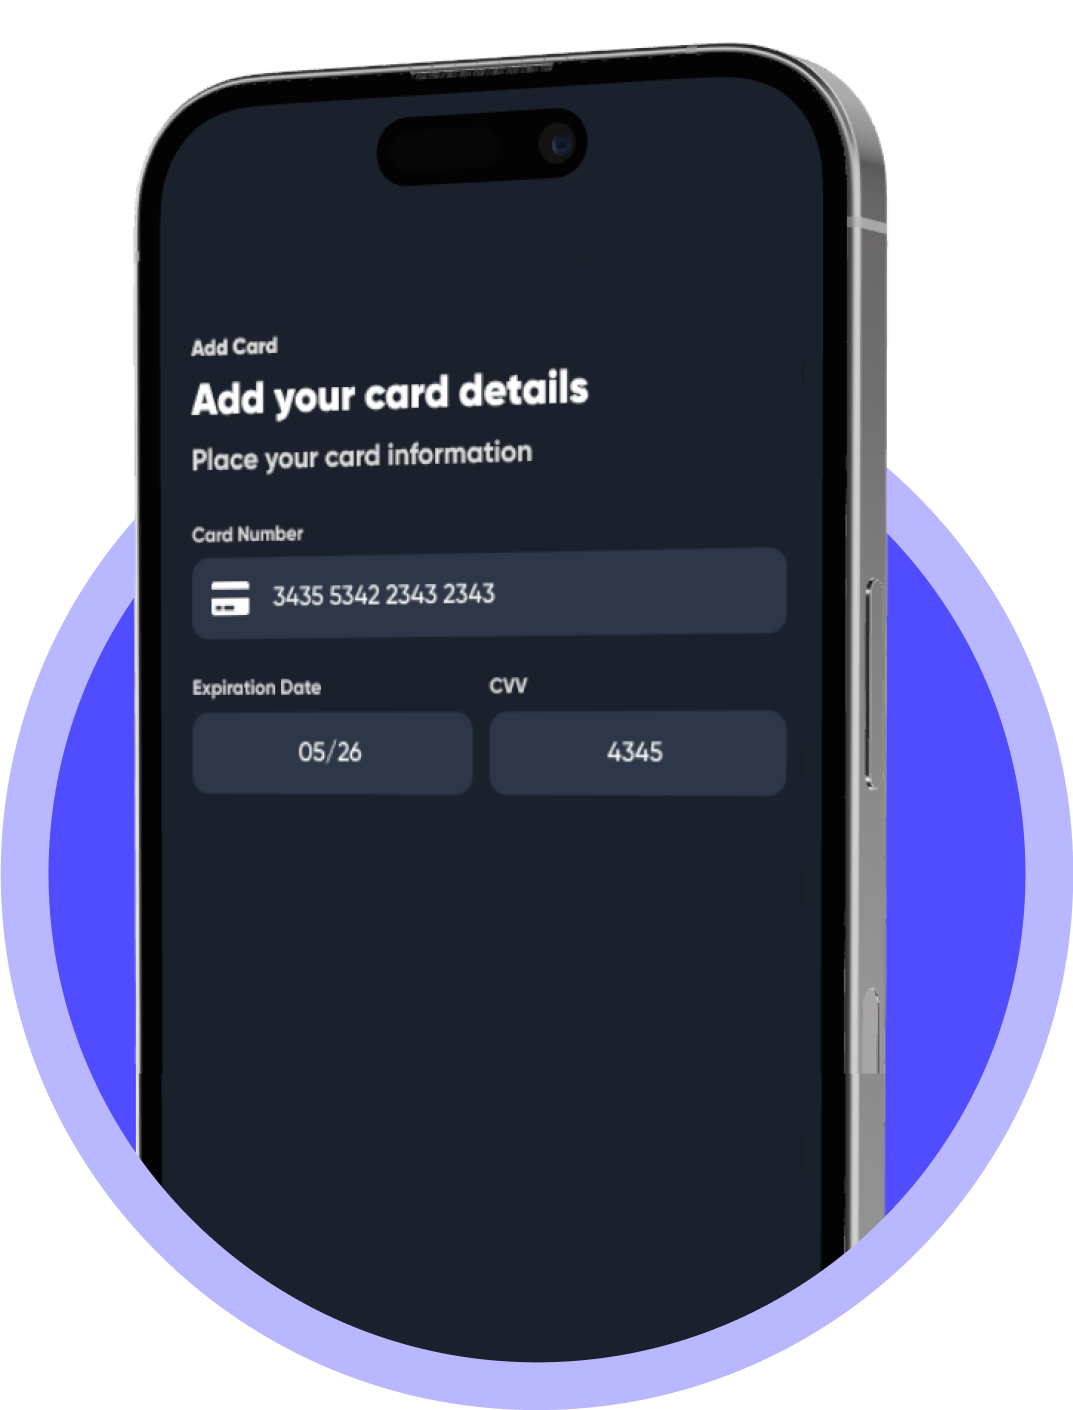 Add Card
Add your card details
Place your card information
Card Number
3435 5342 2343 2343
Expiration Date
CVV
05/26
4345